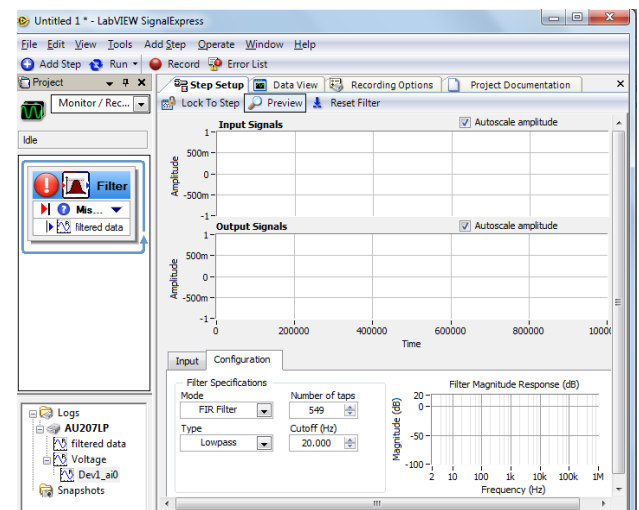 Untitled 1 * - LabVIEW SignalExpress
File Edit View Tools Add Step Operate Window Help
Add Step Run Record Error List
Project
Monitor / Rec...
Idle
Filter
Mis...
filtered data
Logs
AU207LP
filtered data
Voltage
Dev1_ai0
Snapshots
Step Setup Data View Recording Options Project Documentation
Lock To Step Preview Reset Filter
Input Signals Autoscale amplitude
Amplitude
1
500m
0
-500m
-1
Output Signals Autoscale amplitude
Amplitude
1
500m
0
-500m
-1
0 200000 400000 600000 800000 10000
Time
Input Configuration
Filter Specifications
Mode Number of taps
FIR Filter 549
Type Cutoff (Hz)
Lowpass 20.000
Filter Magnitude Response (dB)
Magnitude (dB)
20
0
-50
-100
2 10 100 1k 10k 100k 1M
Frequency (Hz)